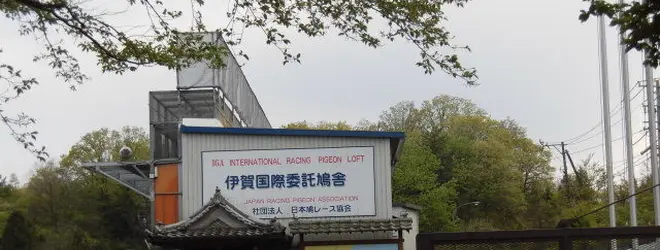 IGA INTERNATIONAL RACING PIGEON LOFT
伊賀国際委託鳩舎
JAPAN RACING PIGEON ASSOCIATION
社団法人 日本鳩レース協会